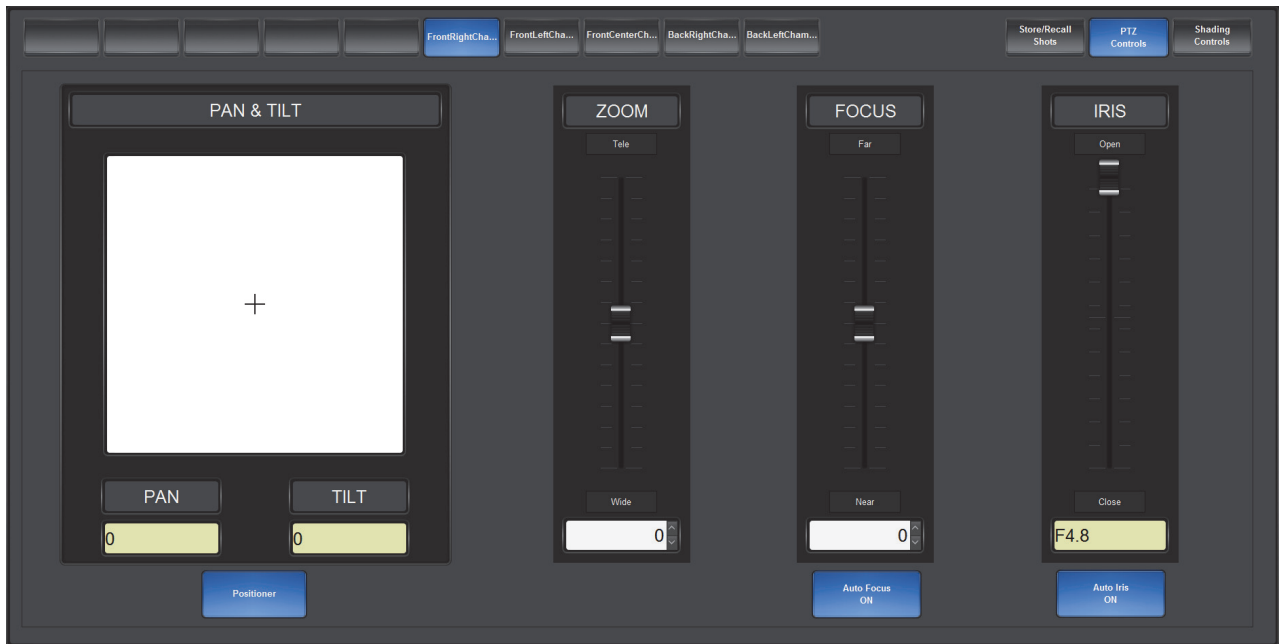 FrontRightCha...
FrontLeftCha...
FrontCenterCh...
BackRightCha...
BackLeftCham...
Store/Recall
Shots
PTZ
Controls
Shading
Controls
PAN & TILT
ZOOM
FOCUS
IRIS
Tele
Far
Open
PAN
TILT
Wide
Near
Close
0
0
0
0
F4.8
Positioner
Auto Focus
ON
Auto Iris
ON